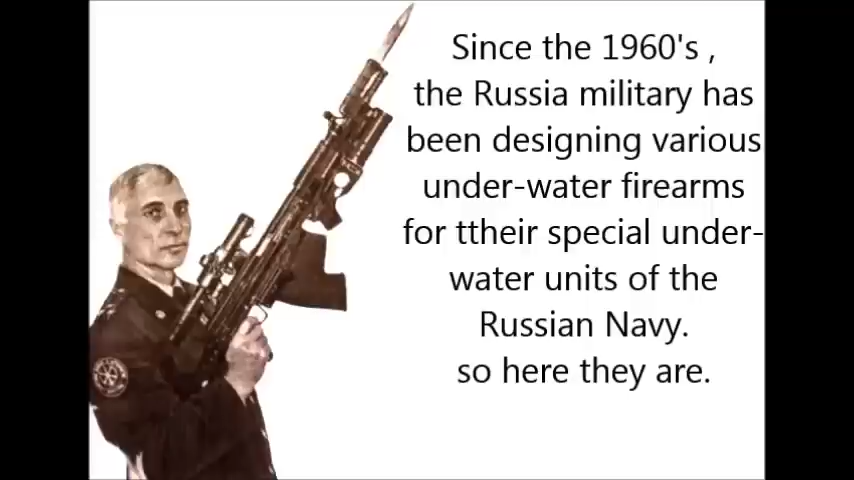 Since the 1960's ,
the Russia military has
been designing various
under-water firearms
for ttheir special under-
water units of the
Russian Navy.
so here they are.